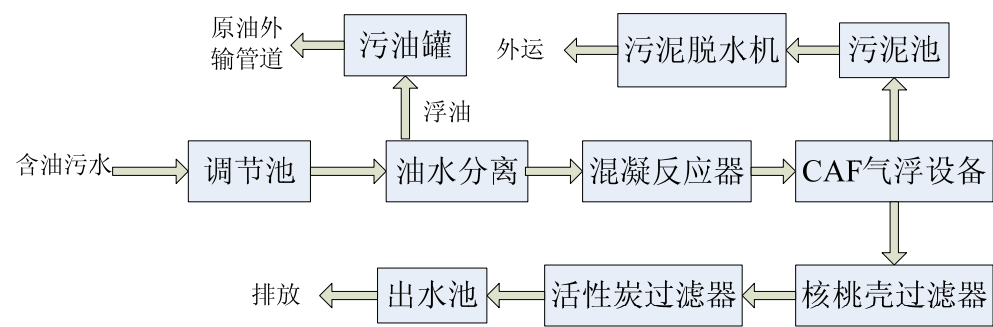 原油外
输管道
污油罐
外运
污泥脱水机
污泥池
浮油
含油污水
调节池
油水分离
混凝反应器
CAF气浮设备
排放
出水池
活性炭过滤器
核桃壳过滤器